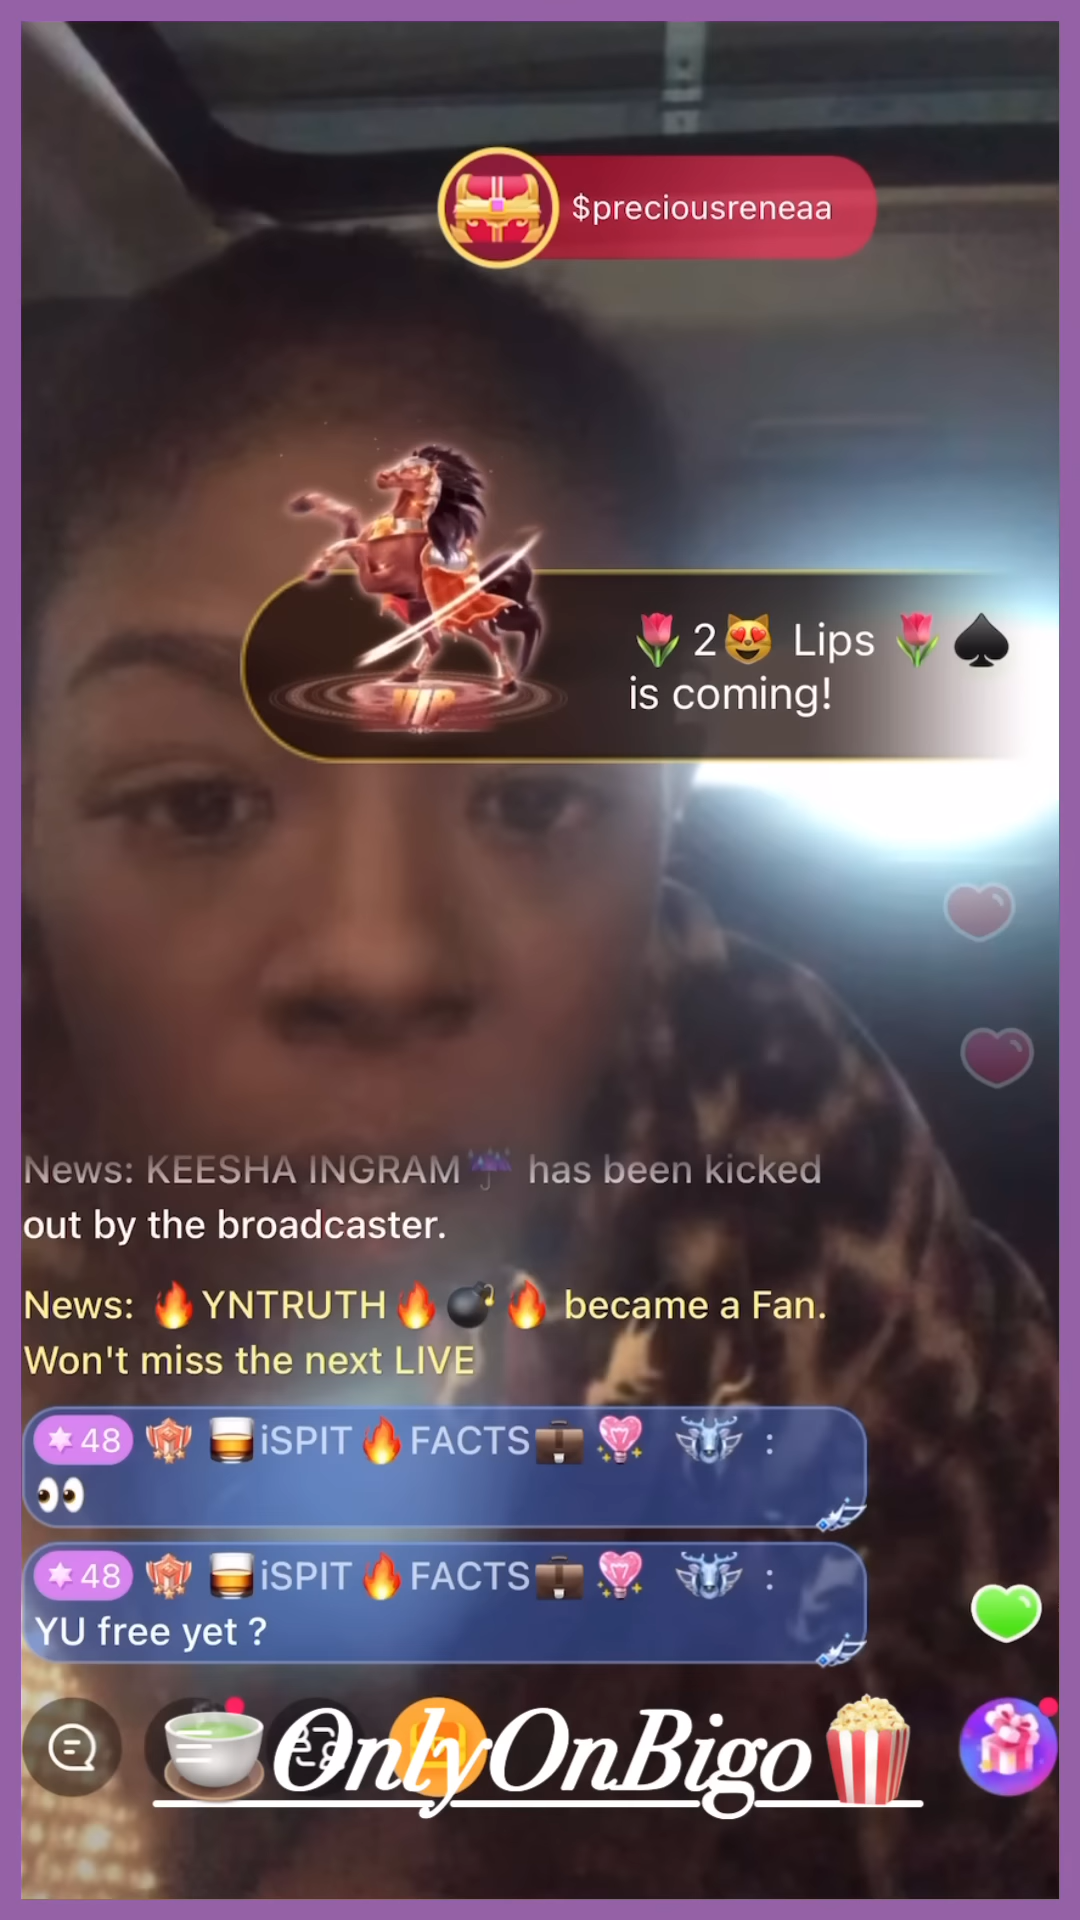 $preciousreneaa
🌷2😻 Lips 🌷♠️
is coming!
VIP
News: KEESHA INGRAM☔ has been kicked
out by the broadcaster.
News: 🔥YNTRUTH🔥💣🔥 became a Fan.
Won't miss the next LIVE
48 🥃iSPIT🔥FACTS💼 :
👀
48 🥃iSPIT🔥FACTS💼 :
YU free yet ?
🍵OnlyOnBigo🍿